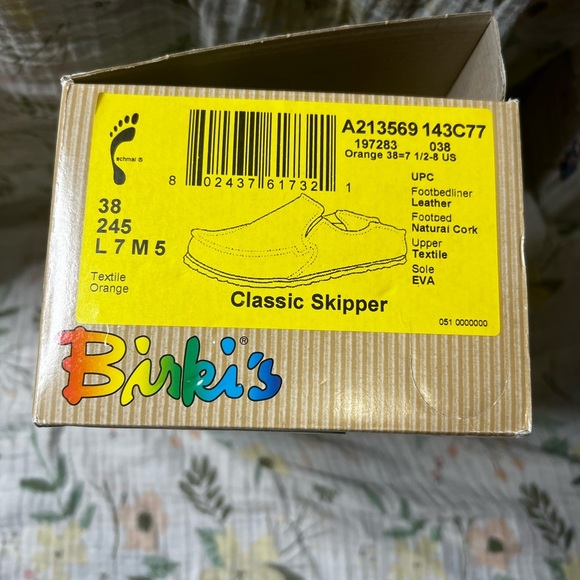 A213569 143C77
197283 038
Orange 38=7 1/2-8 US
schmal ®
8 02437 61732 1
UPC
Footbedliner
Leather
Footbed
Natural Cork
Upper
Textile
Sole
EVA
38
245
L 7 M 5
Textile
Orange
Classic Skipper
051 0000000
Birki's®